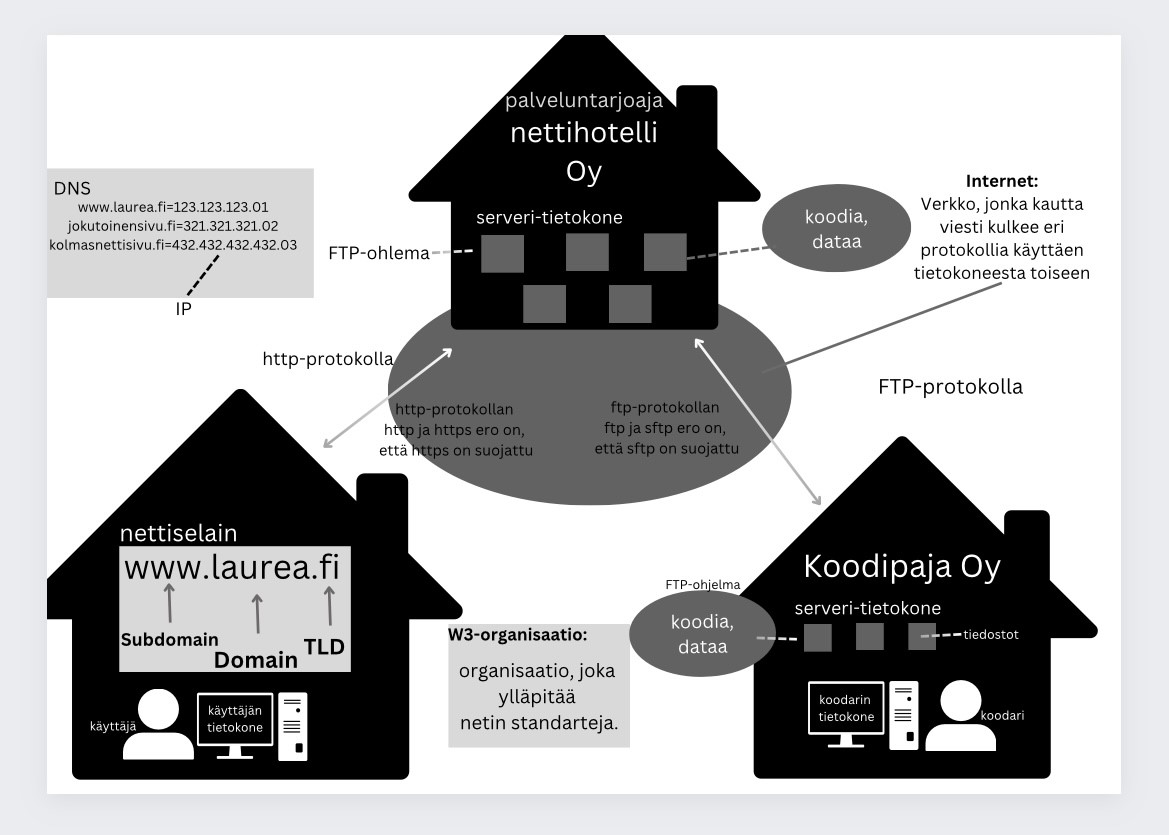 palveluntarjoaja
nettihotelli
Oy
serveri-tietokone
FTP-ohlema
koodia,
dataa
Internet:
Verkko, jonka kautta
viesti kulkee eri
protokollia käyttäen
tietokoneesta toiseen
DNS
www.laurea.fi=123.123.123.01
jokutoinensivu.fi=321.321.321.02
kolmasnettisivu.fi=432.432.432.432.03
IP
http-protokolla
http-protokollan
http ja https ero on,
että https on suojattu
ftp-protokollan
ftp ja sftp ero on,
että sftp on suojattu
FTP-protokolla
nettiselain
www.laurea.fi
Subdomain
Domain
TLD
käyttäjä
käyttäjän
tietokone
W3-organisaatio:
organisaatio, joka
ylläpitää
netin standarteja.
FTP-ohjelma
koodia,
dataa
Koodipaja Oy
serveri-tietokone
tiedostot
koodarin
tietokone
koodari